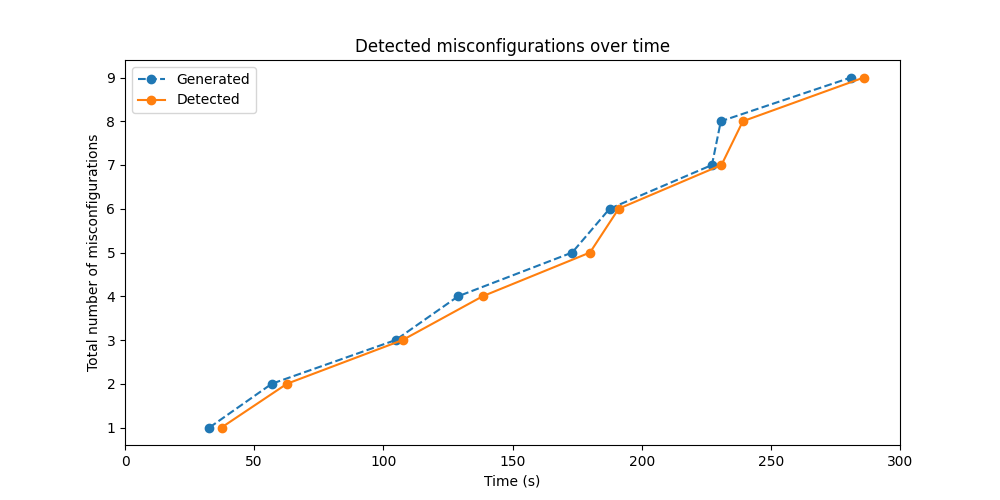 Detected misconfigurations over time
Generated
Detected
Total number of misconfigurations
9
8
7
6
5
4
3
2
1
0 50 100 150 200 250 300
Time (s)